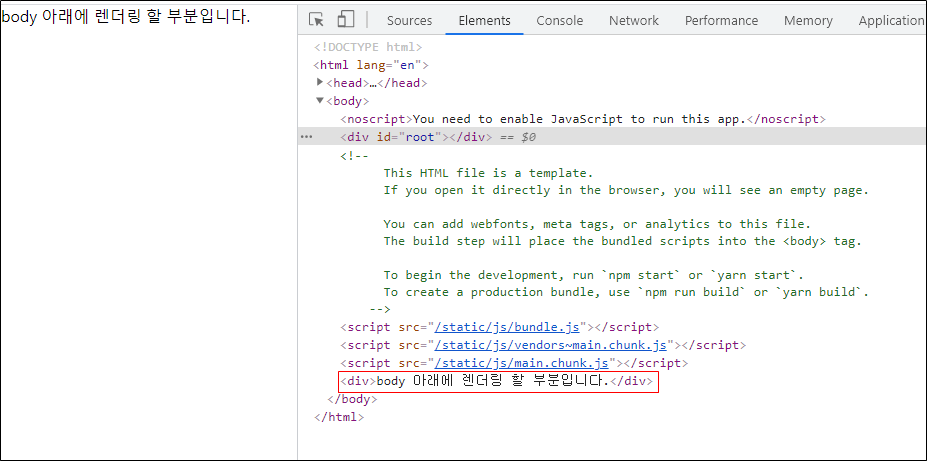 body 아래에 렌더링 할 부분입니다.
Sources Elements Console Network Performance Memory Application
<!DOCTYPE html>
<html lang="en">
<head>…</head>
<body>
<noscript>You need to enable JavaScript to run this app.</noscript>
<div id="root"></div> == $0
<!--
This HTML file is a template.
If you open it directly in the browser, you will see an empty page.
You can add webfonts, meta tags, or analytics to this file.
The build step will place the bundled scripts into the <body> tag.
To begin the development, run `npm start` or `yarn start`.
To create a production bundle, use `npm run build` or `yarn build`.
-->
<script src="/static/js/bundle.js"></script>
<script src="/static/js/vendors~main.chunk.js"></script>
<script src="/static/js/main.chunk.js"></script>
<div>body 아래에 렌더링 할 부분입니다.</div>
</body>
</html>